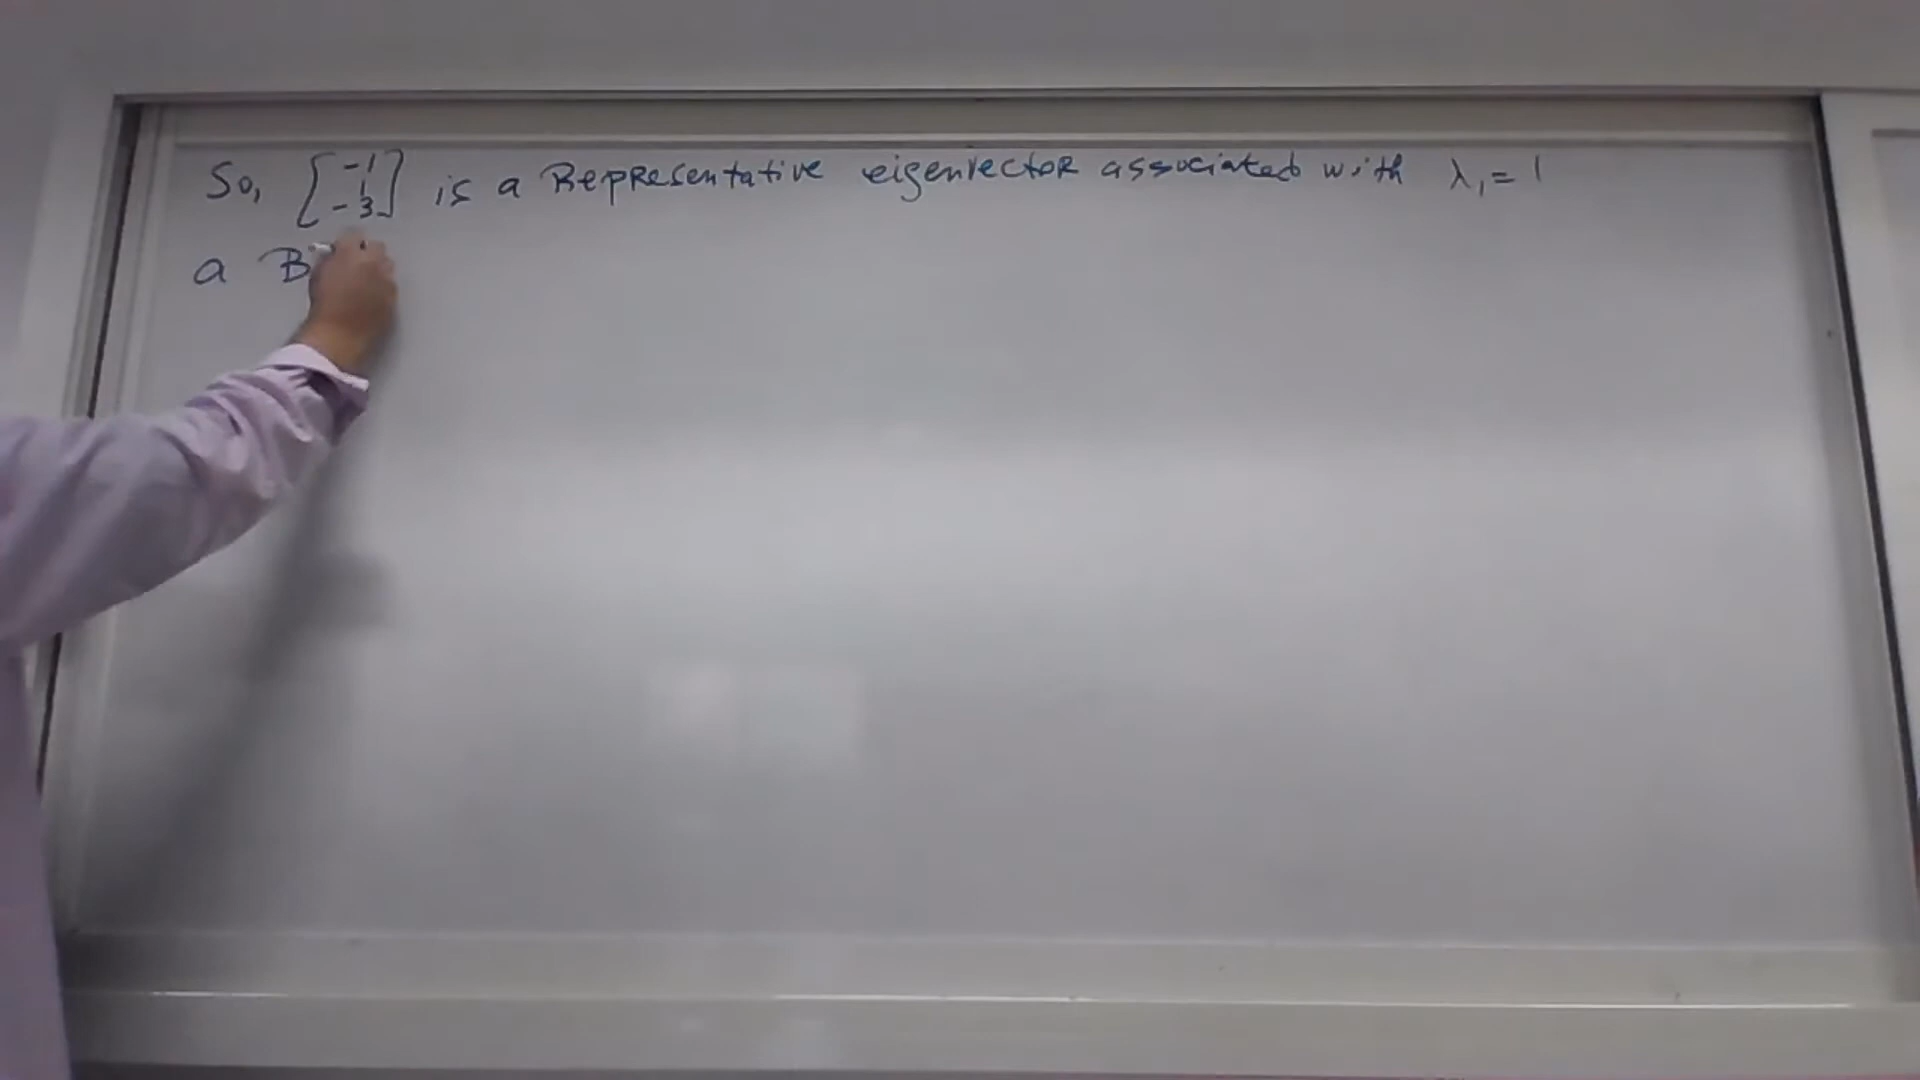 So, [-1 1 -3] is a Representative eigenvector associated with λ₁ = 1
a